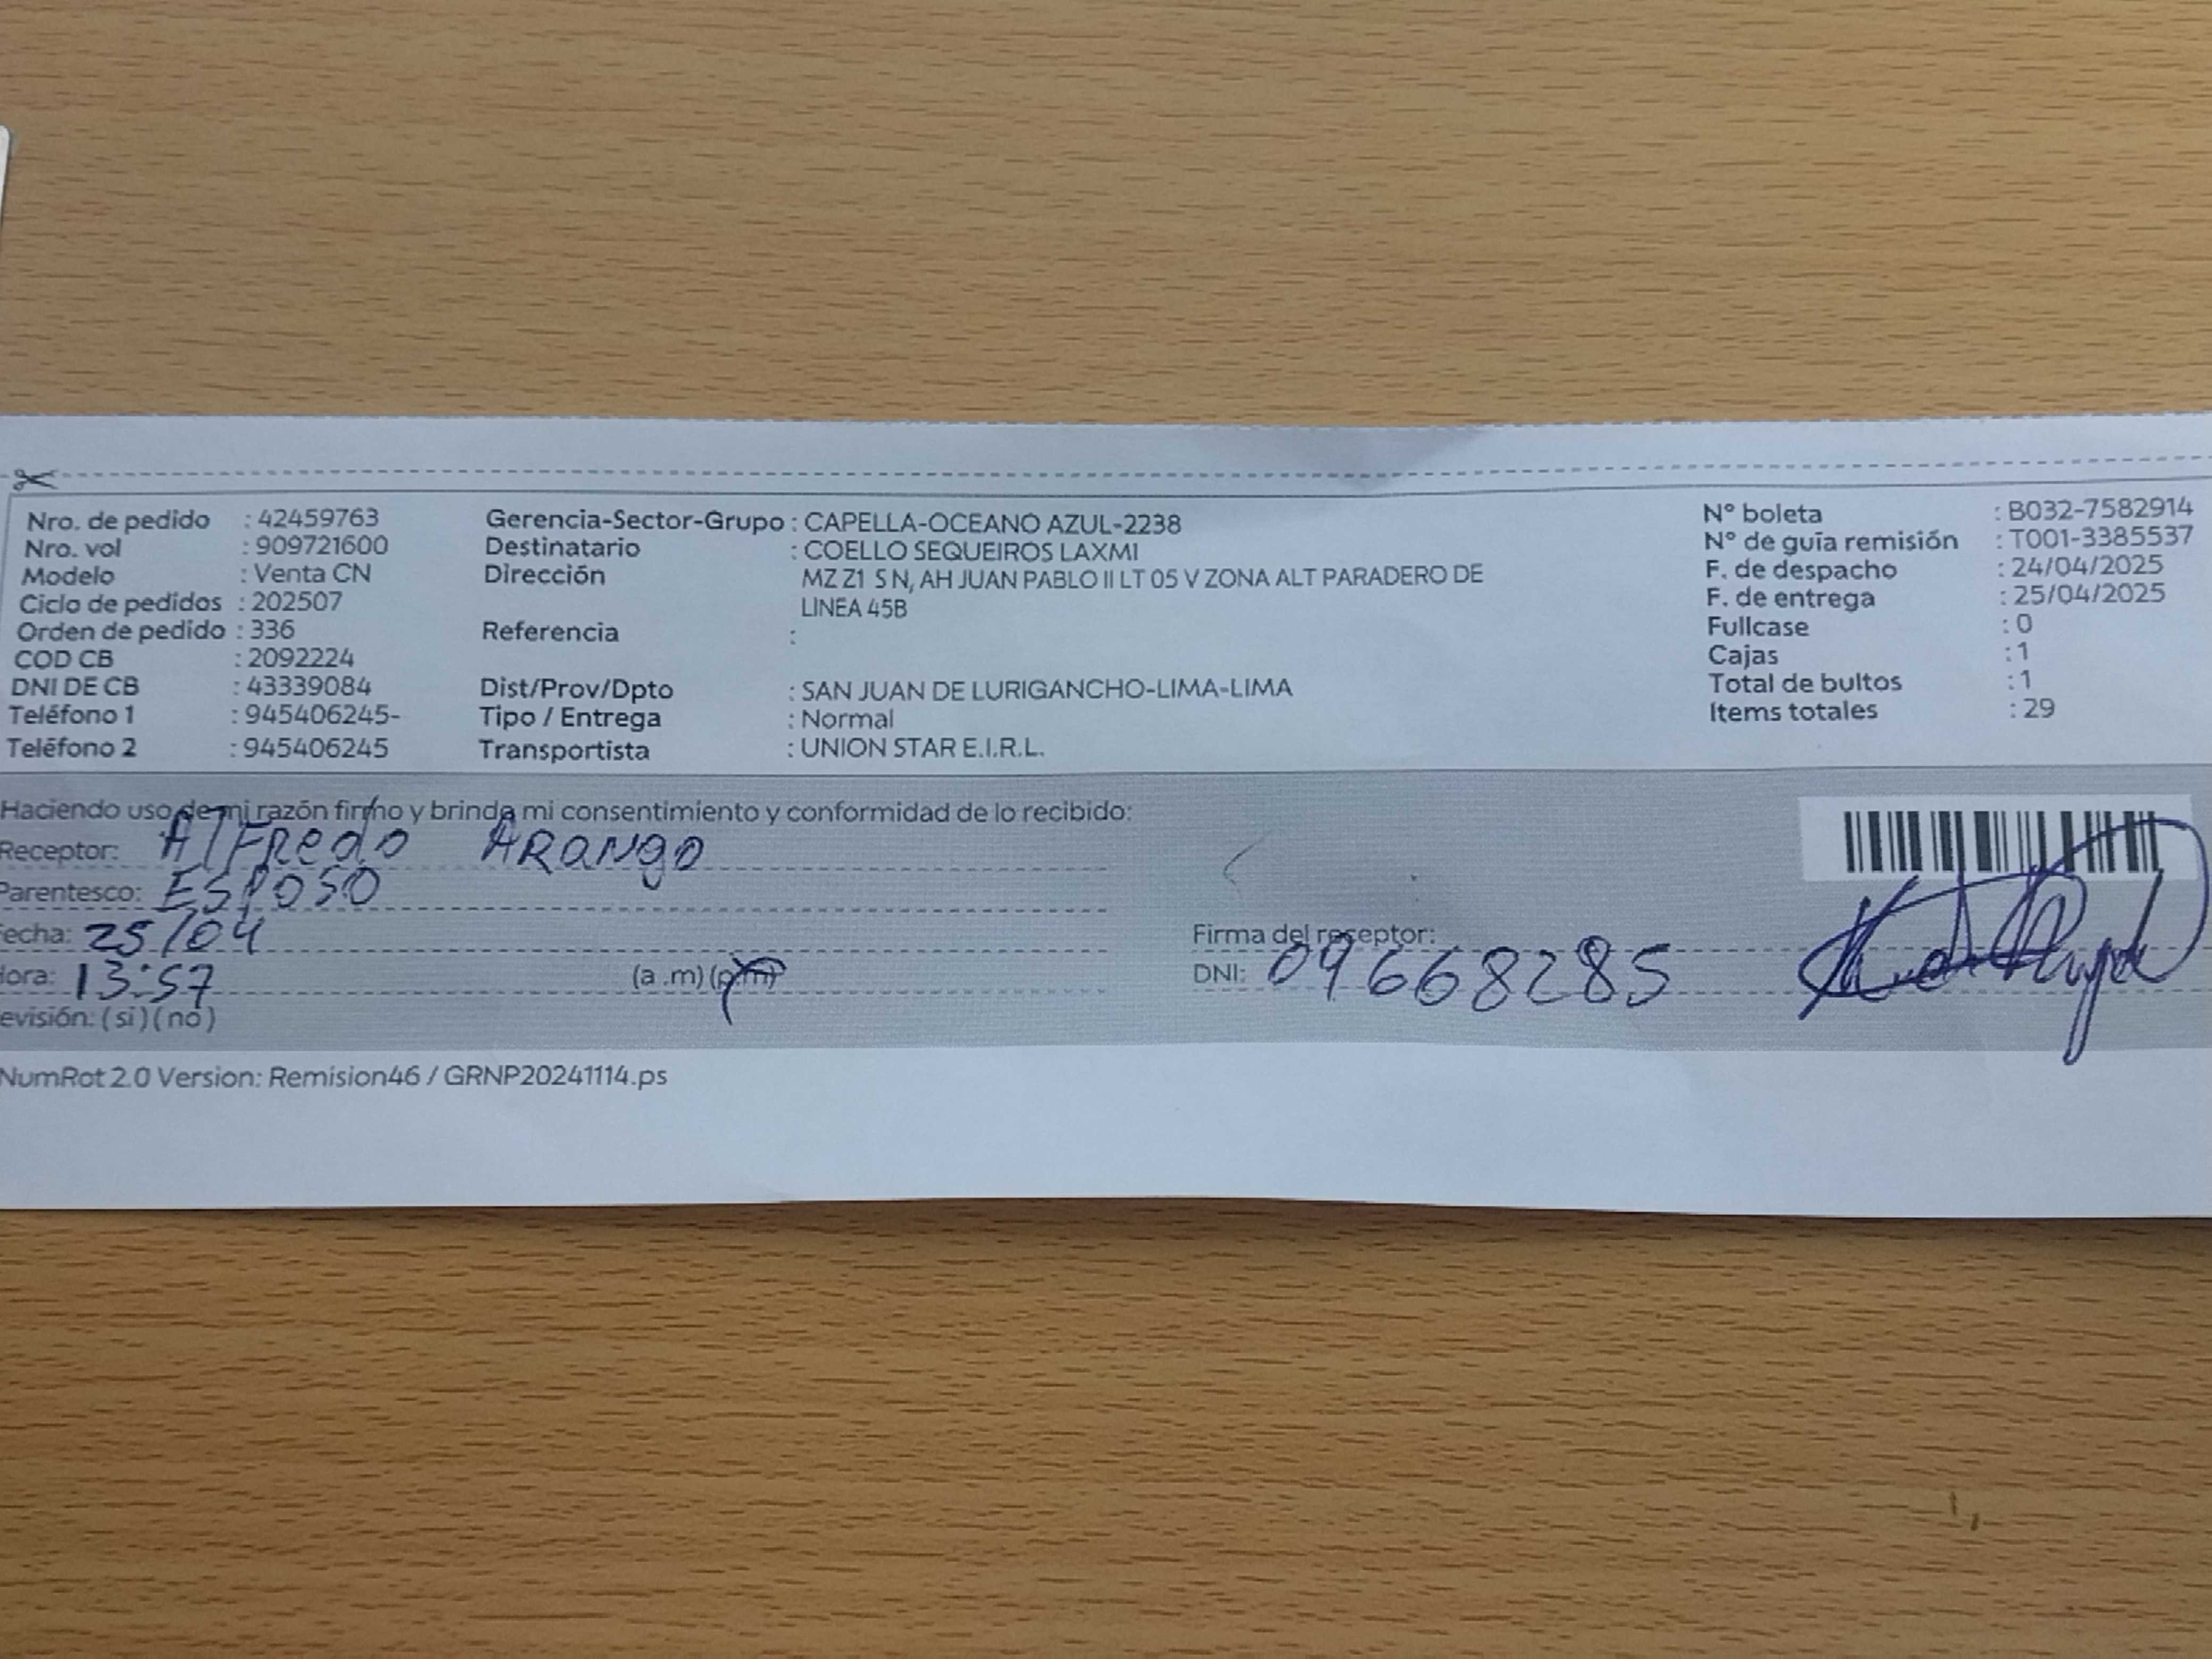 Nro. de pedido : 42459763
Nro. vol : 909721600
Modelo : Venta CN
Ciclo de pedidos : 202507
Orden de pedido : 336
COD CB : 2092224
DNI DE CB : 43339084
Teléfono 1 : 945406245-
Teléfono 2 : 945406245
Gerencia-Sector-Grupo : CAPELLA-OCEANO AZUL-2238
Destinatario : COELLO SEQUEIROS LAXMI
Dirección MZ Z1 S N, AH JUAN PABLO II LT 05 V ZONA ALT PARADERO DE
LINEA 45B
Referencia :
Dist/Prov/Dpto : SAN JUAN DE LURIGANCHO-LIMA-LIMA
Tipo / Entrega : Normal
Transportista : UNION STAR E.I.R.L.
N° boleta : B032-7582914
N° de guía remisión : T001-3385537
F. de despacho : 24/04/2025
F. de entrega : 25/04/2025
Fullcase : 0
Cajas : 1
Total de bultos : 1
Items totales : 29
Haciendo uso de mi razón firmo y brindo mi consentimiento y conformidad de lo recibido:
Receptor: AlFredo ARANgo
Parentesco: ESPOSO
echa: 25/04
ora: 13:57 (a .m) (p.m)
evisión: ( si ) ( no )
Firma del receptor:
DNI: 09668285
NumRot 2.0 Version: Remision46 / GRNP20241114.ps